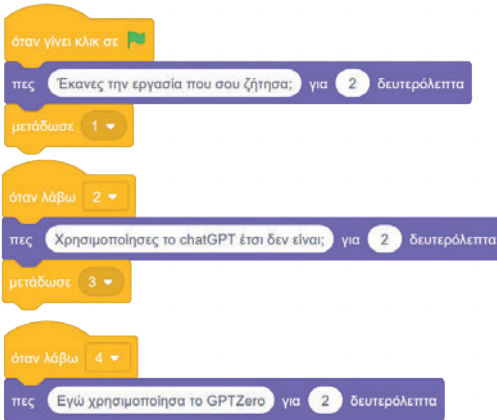 όταν γίνει κλικ σε
πες Έκανες την εργασία που σου ζήτησα; για 2 δευτερόλεπτα
μετάδωσε 1
όταν λάβω 2
πες Χρησιμοποίησες το chatGPT έτσι δεν είναι; για 2 δευτερόλεπτα
μετάδωσε 3
όταν λάβω 4
πες Εγώ χρησιμοποίησα το GPTZero για 2 δευτερόλεπτα